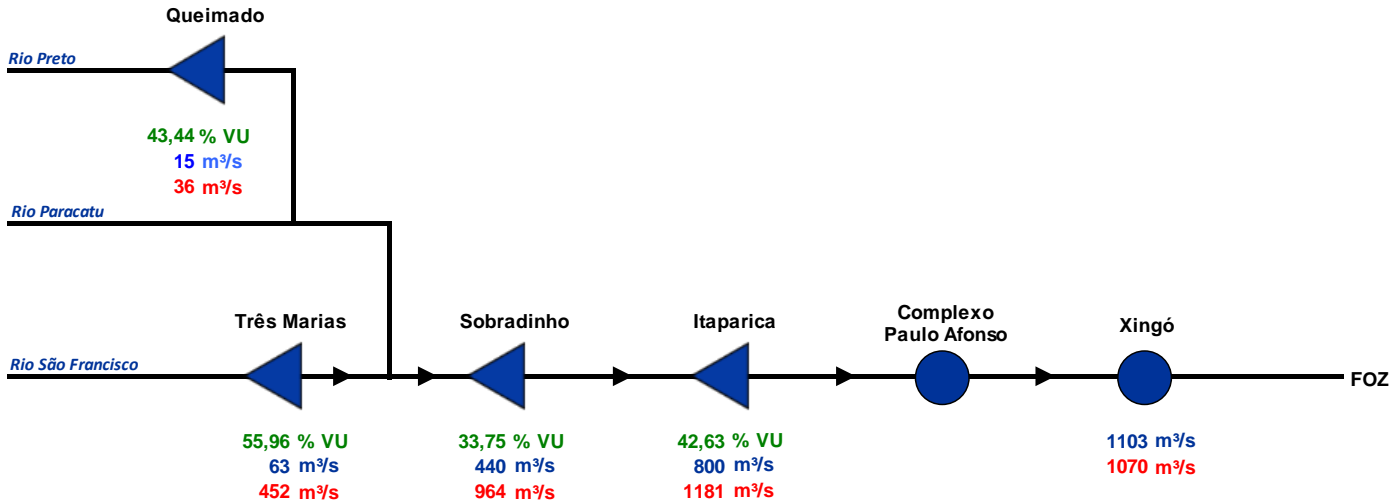 Queimado
Rio Preto
43,44 % VU
15 m³/s
36 m³/s
Rio Paracatu
Três Marias
Sobradinho
Itaparica
Complexo
Paulo Afonso
Xingó
Rio São Francisco
FOZ
55,96 % VU
63 m³/s
452 m³/s
33,75 % VU
440 m³/s
964 m³/s
42,63 % VU
800 m³/s
1181 m³/s
1103 m³/s
1070 m³/s